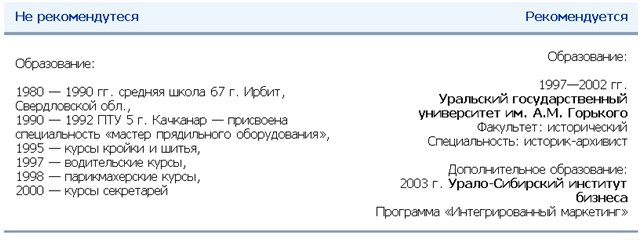 Не рекомендутеся
Рекомендуется
Образование:
1980 — 1990 гг. средняя школа 67 г. Ирбит,
Свердловской обл.,
1990 — 1992 ПТУ 5 г. Качканар — присвоена
специальность «мастер прядильного оборудования»,
1995 — курсы кройки и шитья,
1997 — водительские курсы,
1998 — парикмахерские курсы,
2000 — курсы секретарей
Образование:
1997—2002 гг.
Уральский государственный
университет им. А.М. Горького
Факультет: исторический
Специальность: историк-архивист
Дополнительное образование:
2003 г. Урало-Сибирский институт
бизнеса
Программа «Интегрированный маркетинг»